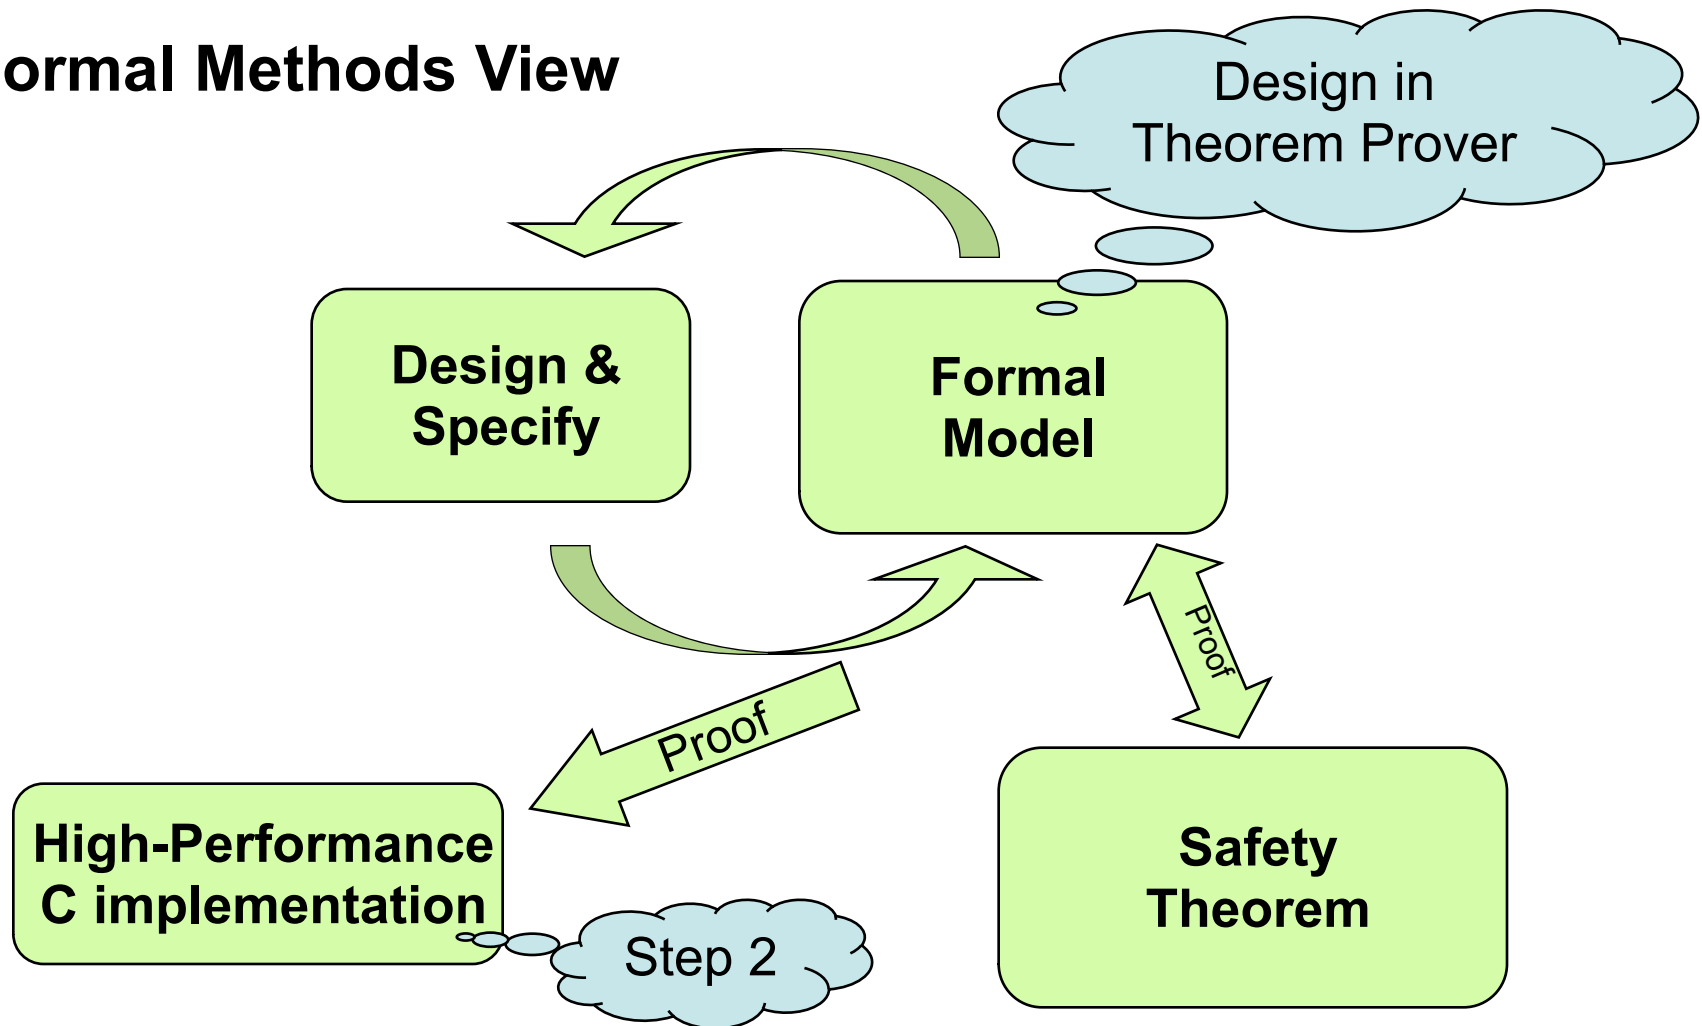 ormal Methods View
Design in
Theorem Prover
Design &
Specify
Formal
Model
Proof
Proof
High-Performance
C implementation
Step 2
Safety
Theorem